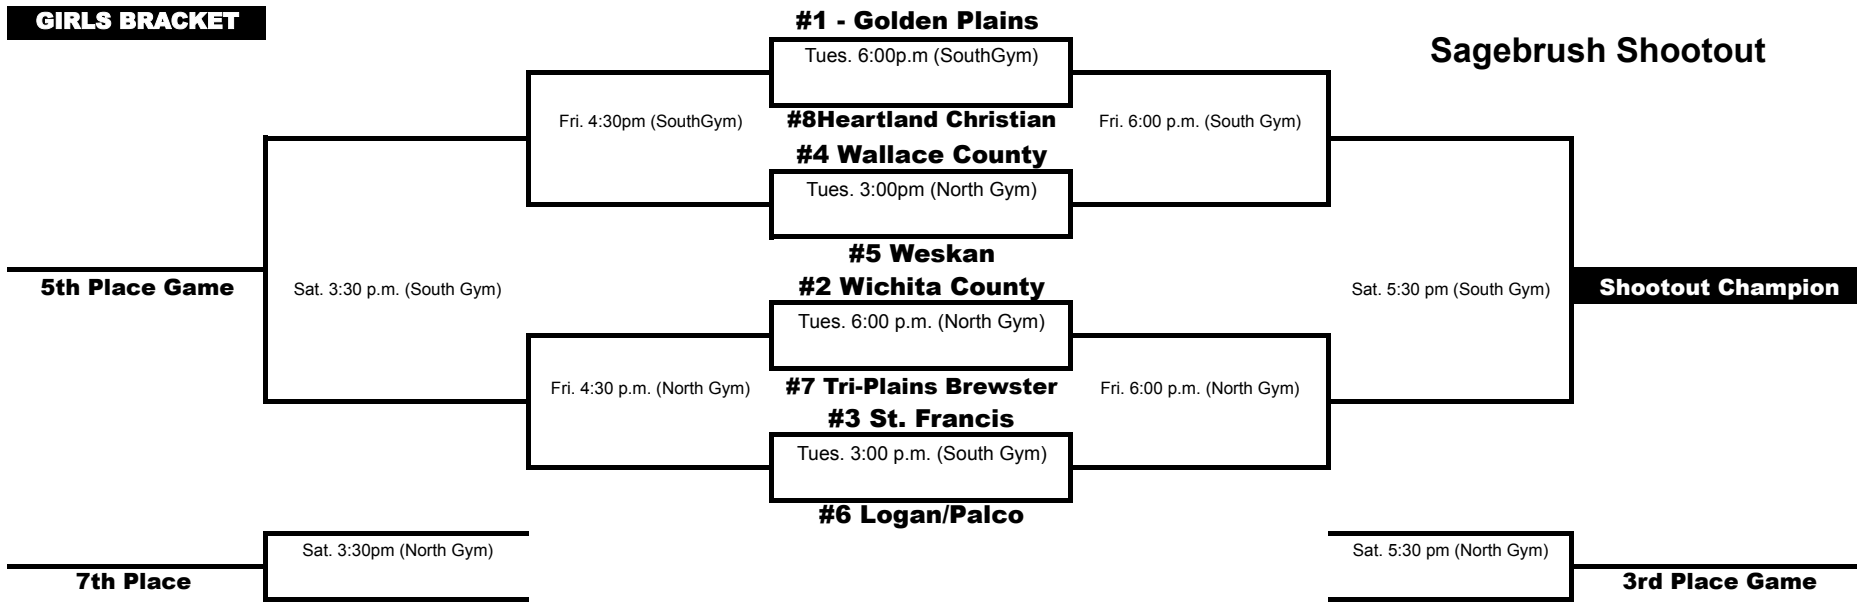 GIRLS BRACKET
#1 - Golden Plains
Sagebrush Shootout
Tues. 6:00p.m (SouthGym)
Fri. 4:30pm (SouthGym)
#8Heartland Christian
Fri. 6:00 p.m. (South Gym)
#4 Wallace County
Tues. 3:00pm (North Gym)
#5 Weskan
5th Place Game
Sat. 3:30 p.m. (South Gym)
#2 Wichita County
Sat. 5:30 pm (South Gym)
Shootout Champion
Tues. 6:00 p.m. (North Gym)
Fri. 4:30 p.m. (North Gym)
#7 Tri-Plains Brewster
Fri. 6:00 p.m. (North Gym)
#3 St. Francis
Tues. 3:00 p.m. (South Gym)
#6 Logan/Palco
Sat. 3:30pm (North Gym)
Sat. 5:30 pm (North Gym)
7th Place
3rd Place Game